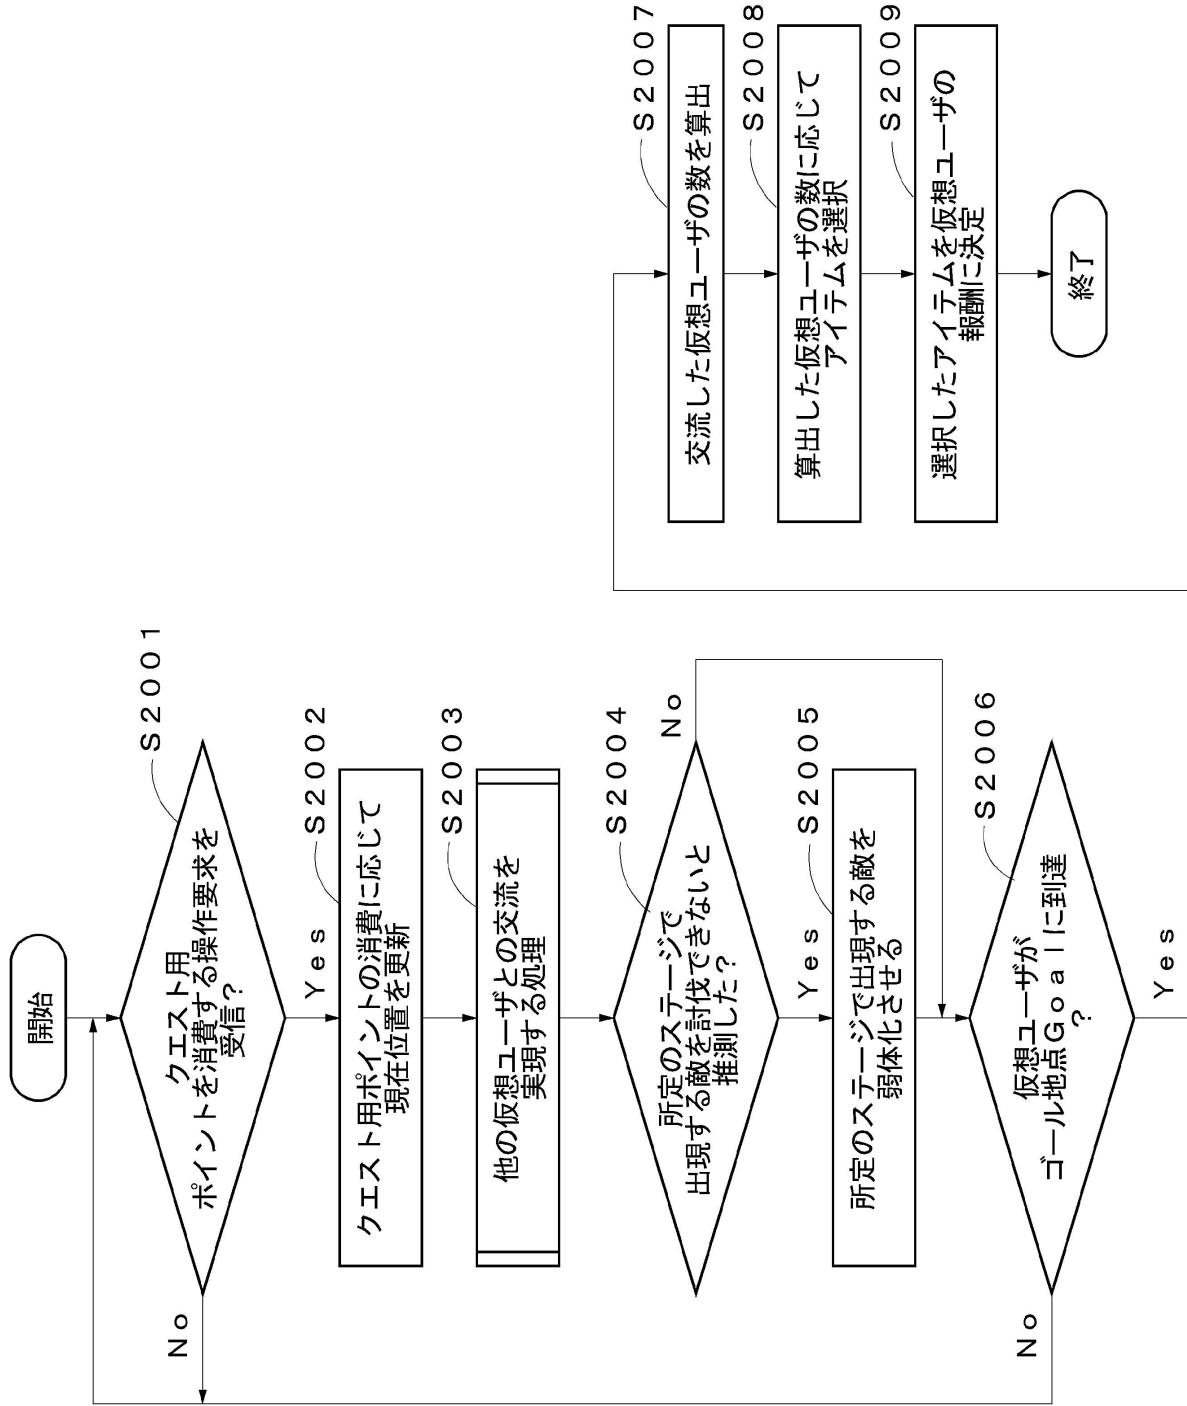 開始
S2001
クエスト用
ポイントを消費する操作要求を
受信？
No
Yes
S2002
クエスト用ポイントの消費に応じて
現在位置を更新
S2003
他の仮想ユーザとの交流を
実現する処理
S2004
所定のステージで
出現する敵を討伐できないと
推測した？
No
Yes
S2005
所定のステージで出現する敵を
弱体化させる
S2006
仮想ユーザが
ゴール地点Goalに到達
？
No
Yes
S2007
交流した仮想ユーザの数を算出
S2008
算出した仮想ユーザの数に応じて
アイテムを選択
S2009
選択したアイテムを仮想ユーザの
報酬に決定
終了